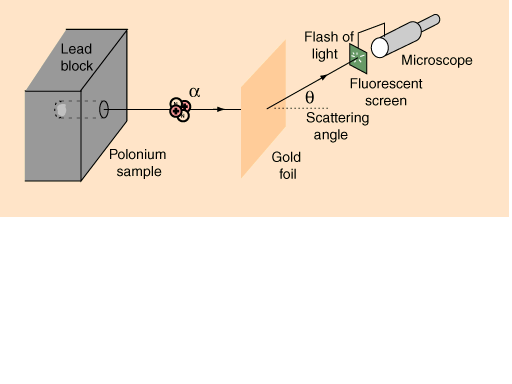 Lead
block
α
Polonium
sample
Gold
foil
θ
Scattering
angle
Flash of
light
Fluorescent
screen
Microscope